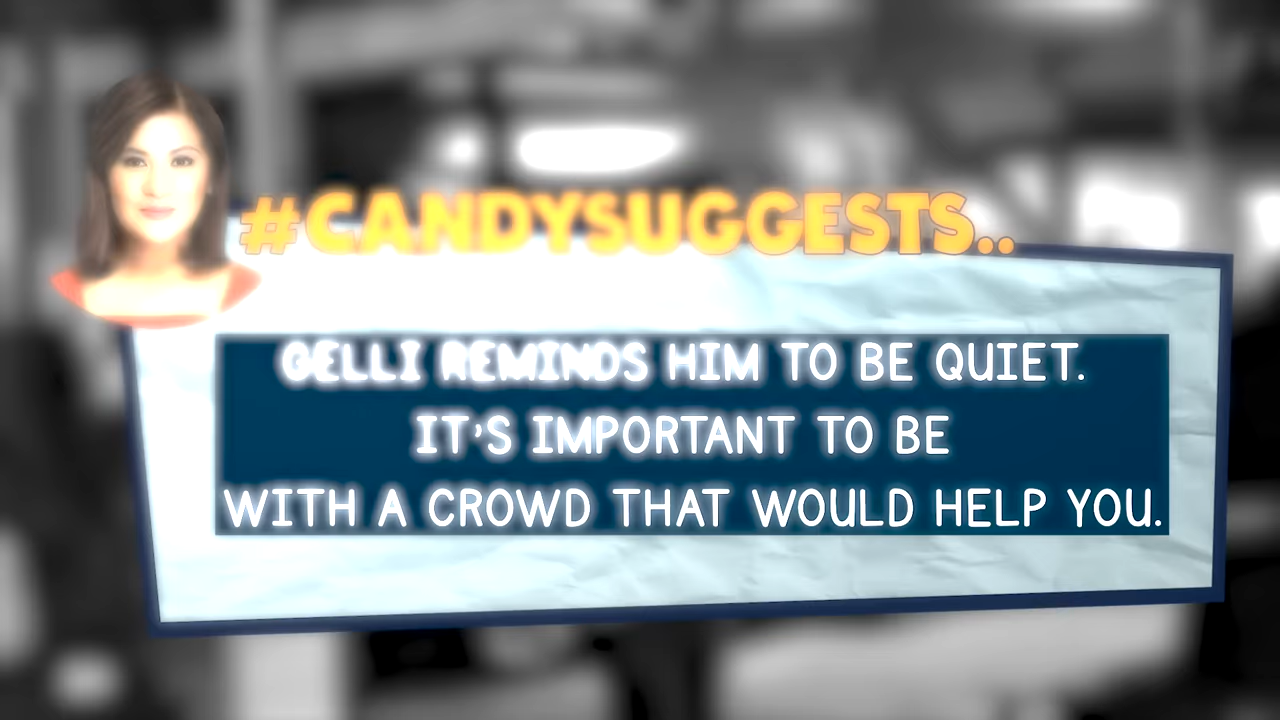 #CANDYSUGGESTS..
GELLI REMINDS HIM TO BE QUIET.
IT'S IMPORTANT TO BE
WITH A CROWD THAT WOULD HELP YOU.